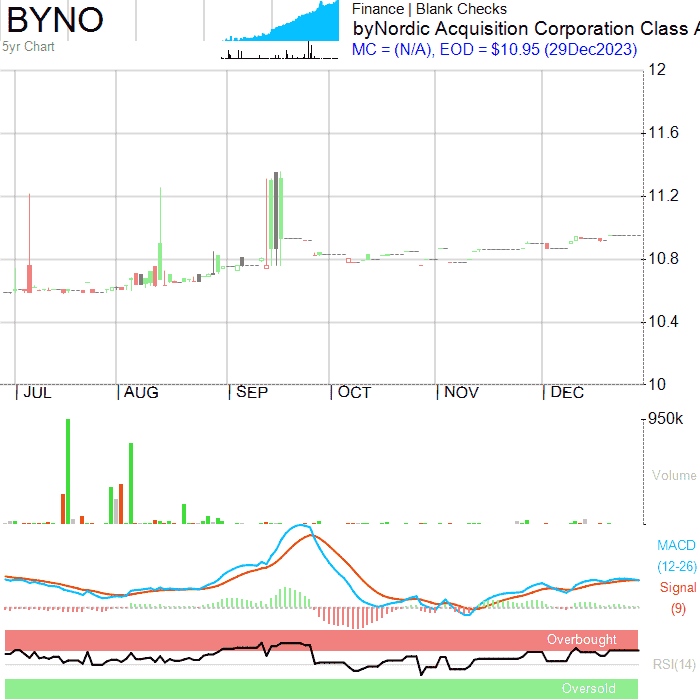 BYNO
5yr Chart
Finance | Blank Checks
byNordic Acquisition Corporation Class A
MC = (N/A), EOD = $10.95 (29Dec2023)
12
11.6
11.2
10.8
10.4
10
JUL AUG SEP OCT NOV DEC
950k
Volume
MACD
(12-26)
Signal
(9)
Overbought
RSI(14)
Oversold